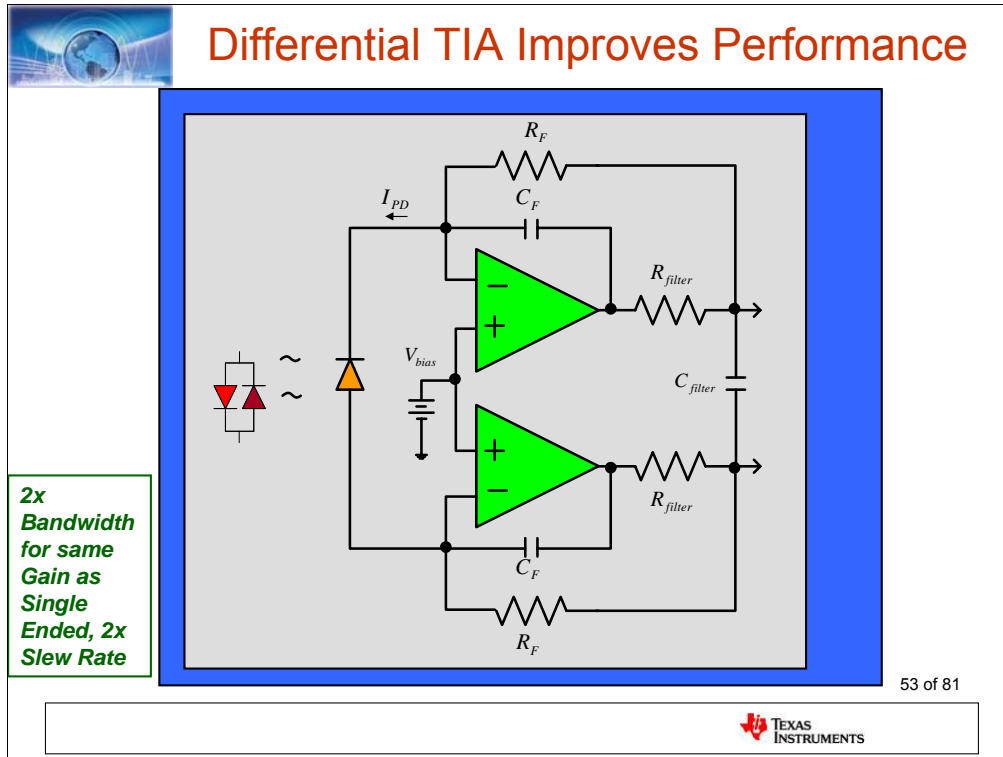 Differential TIA Improves Performance
R_F
I_PD
C_F
R_filter
−
+
V_bias
~
~
C_filter
+
−
R_filter
C_F
R_F
2x
Bandwidth
for same
Gain as
Single
Ended, 2x
Slew Rate
53 of 81
TEXAS
INSTRUMENTS